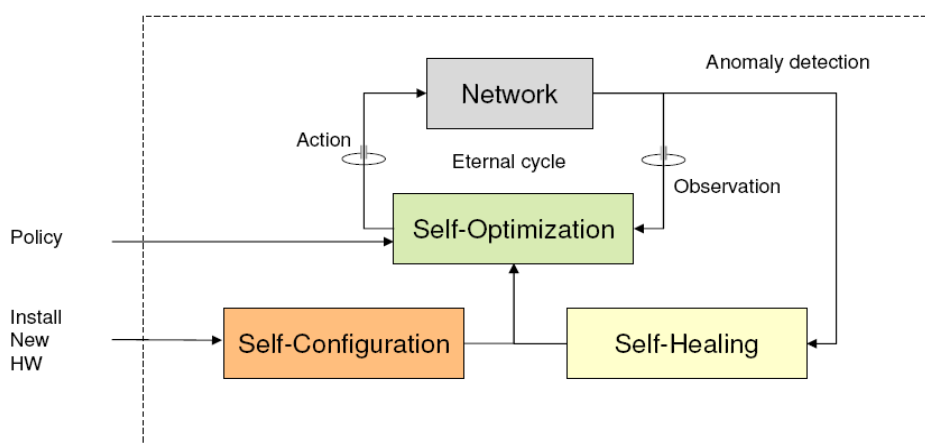 Anomaly detection
Network
Action
Eternal cycle
Observation
Self-Optimization
Policy
Install
New
HW
Self-Configuration
Self-Healing